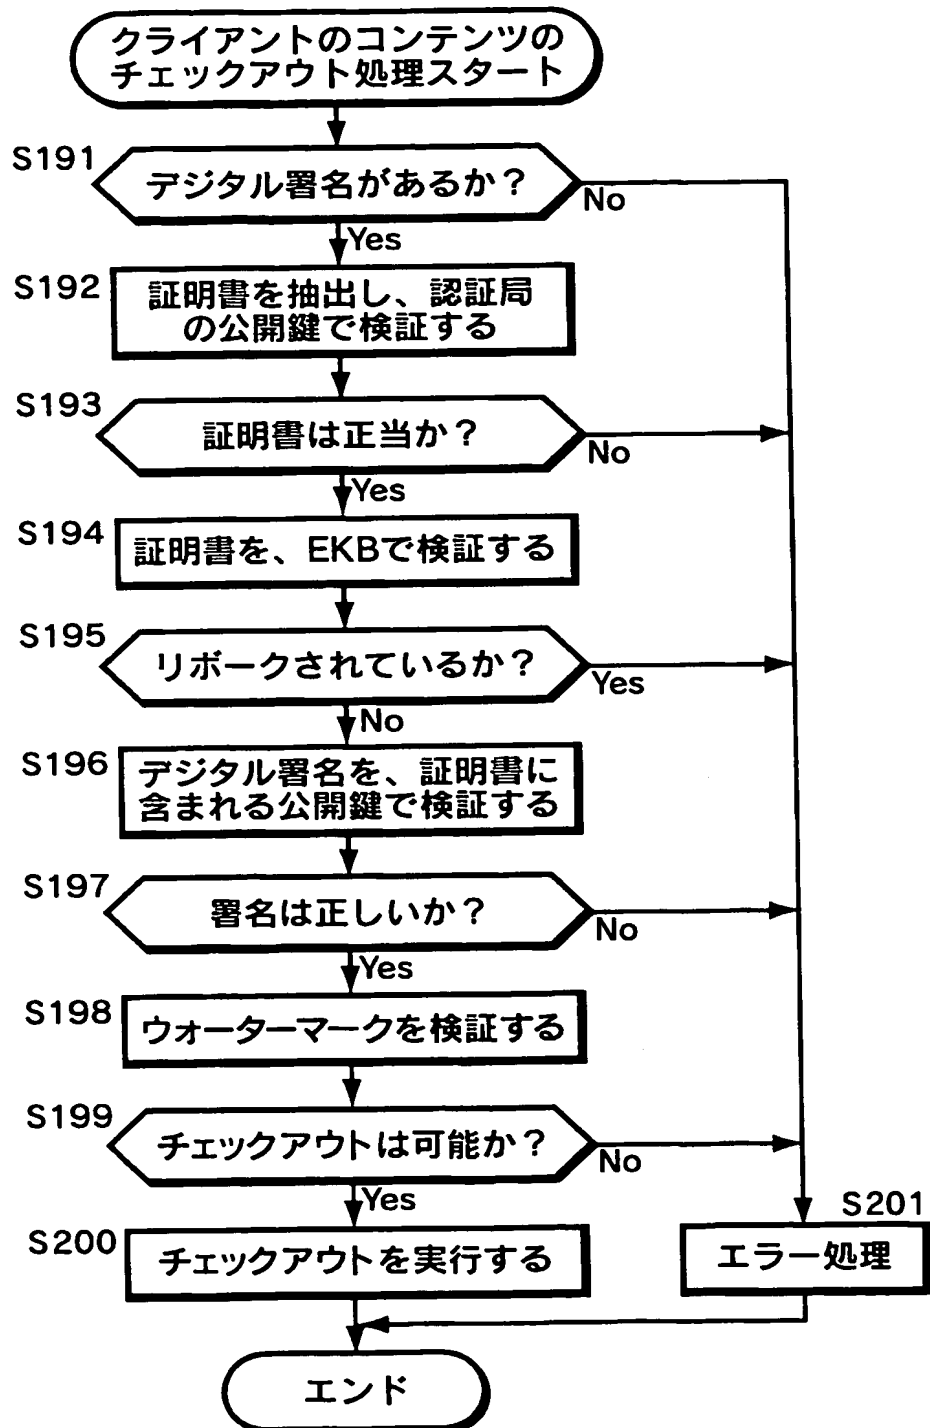 クライアントのコンテンツの
チェックアウト処理スタート
S191
デジタル署名があるか？
No
Yes
S192
証明書を抽出し、認証局
の公開鍵で検証する
S193
証明書は正当か？
No
Yes
S194
証明書を、EKBで検証する
S195
リボークされているか？
Yes
No
S196
デジタル署名を、証明書に
含まれる公開鍵で検証する
S197
署名は正しいか？
No
Yes
S198
ウォーターマークを検証する
S199
チェックアウトは可能か？
No
Yes
S200
チェックアウトを実行する
S201
エラー処理
エンド